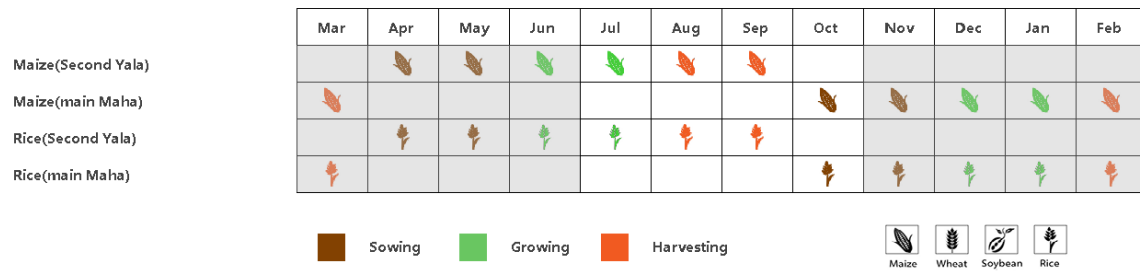 Mar Apr May Jun Jul Aug Sep Oct Nov Dec Jan Feb
Maize(Second Yala)
Maize(main Maha)
Rice(Second Yala)
Rice(main Maha)
Sowing Growing Harvesting
Maize Wheat Soybean Rice